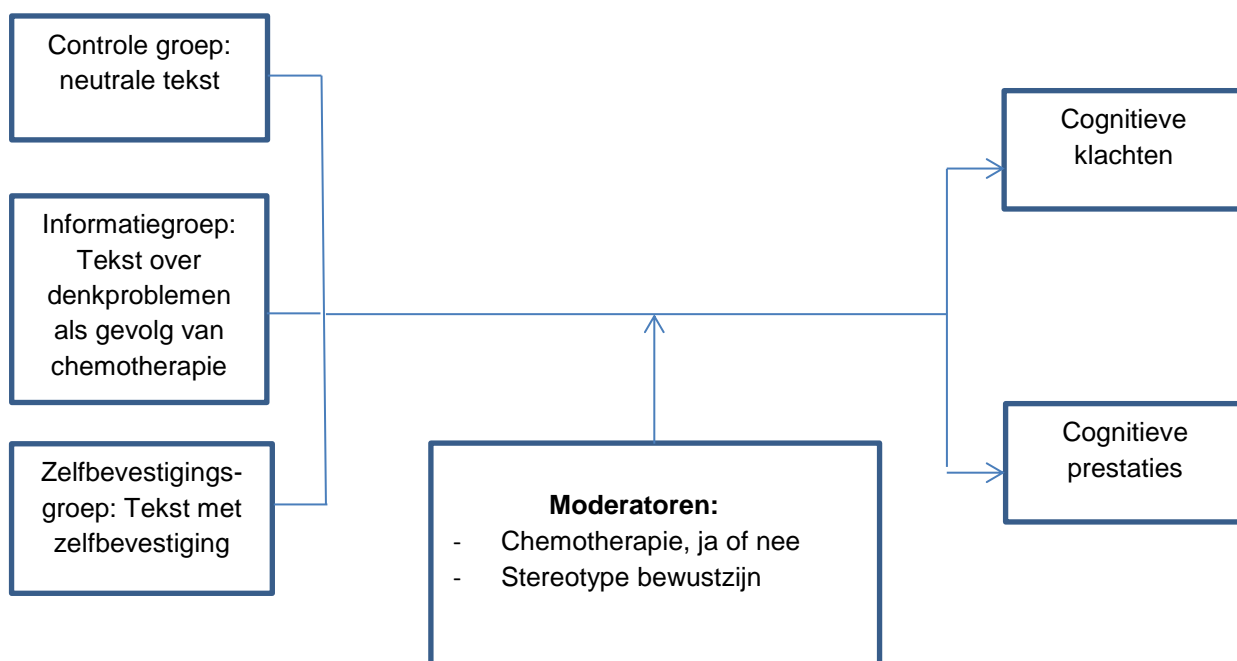 Controle groep:
neutrale tekst
Informatiegroep:
Tekst over
denkproblemen
als gevolg van
chemotherapie
Zelfbevestigings-
groep: Tekst met
zelfbevestiging
Moderatoren:
- Chemotherapie, ja of nee
- Stereotype bewustzijn
Cognitieve
klachten
Cognitieve
prestaties